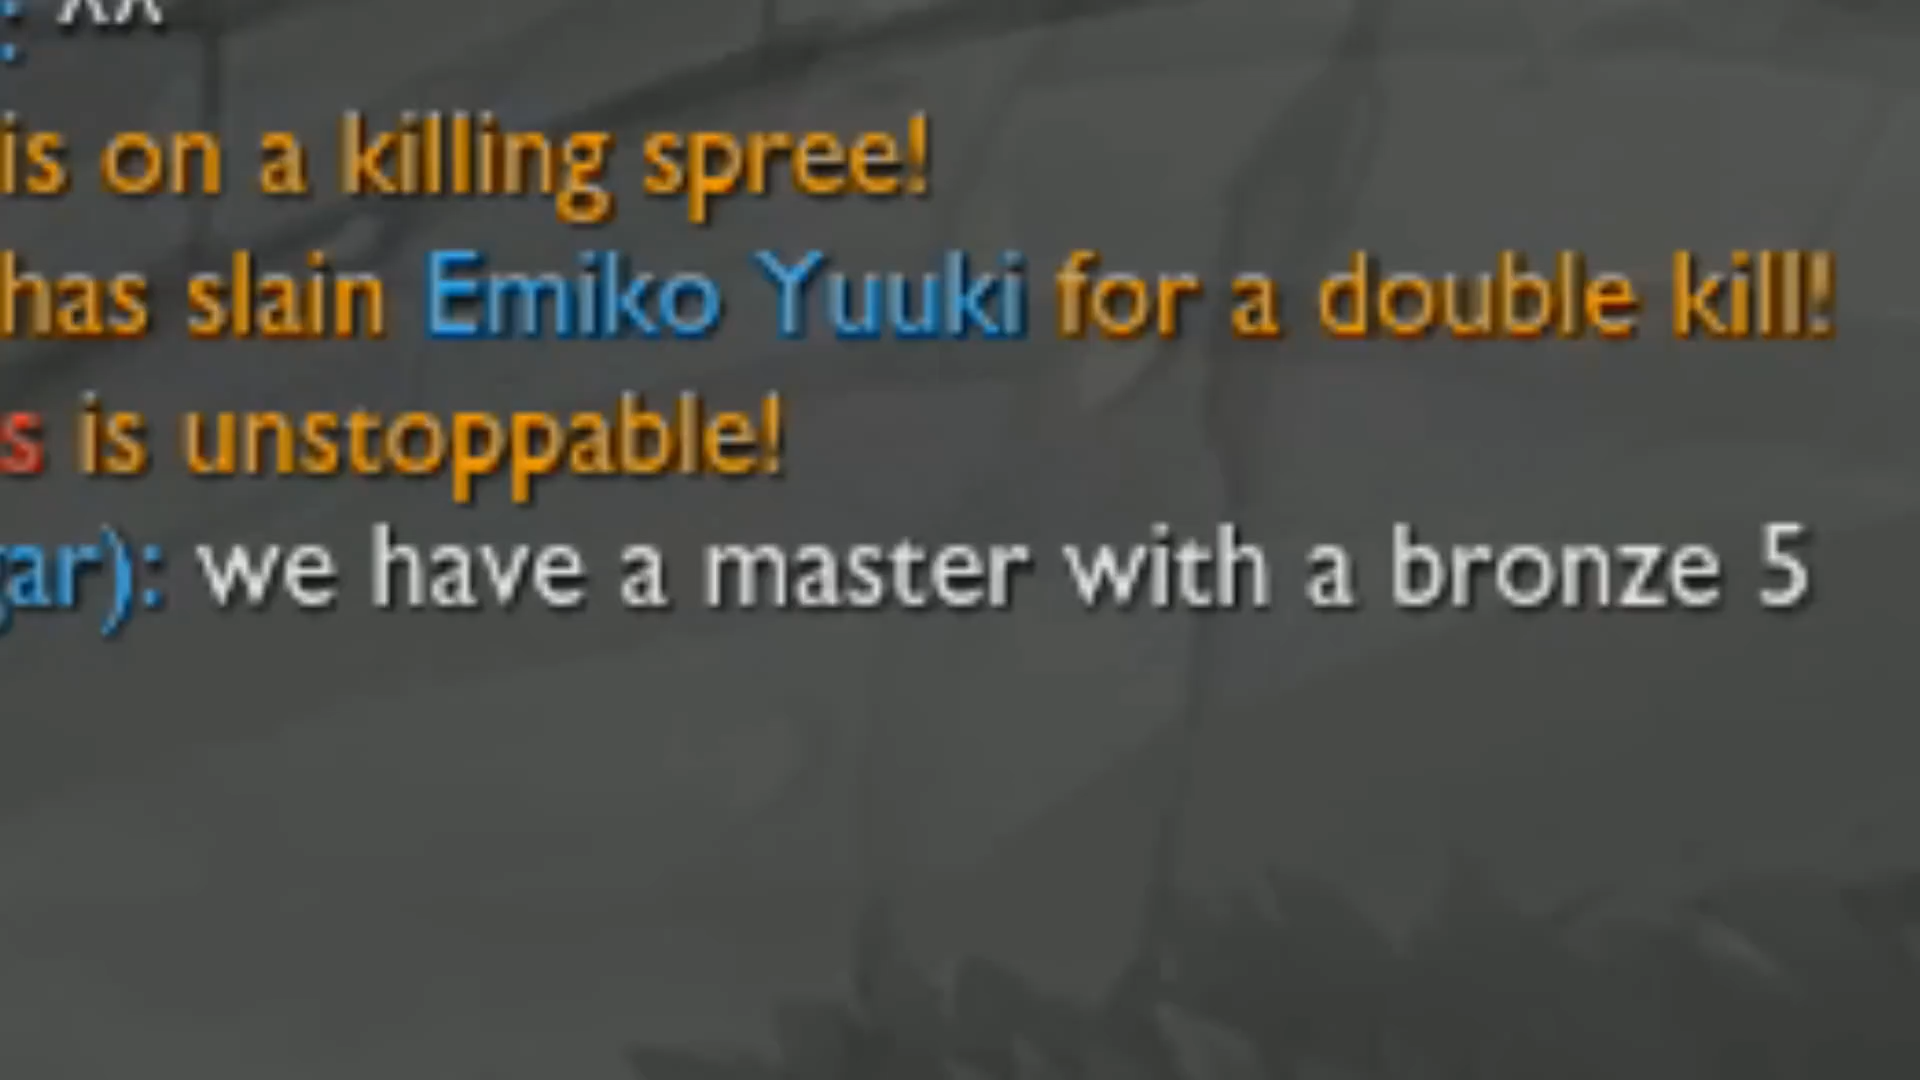 is on a killing spree!
has slain Emiko Yuuki for a double kill!
s is unstoppable!
gar): we have a master with a bronze 5